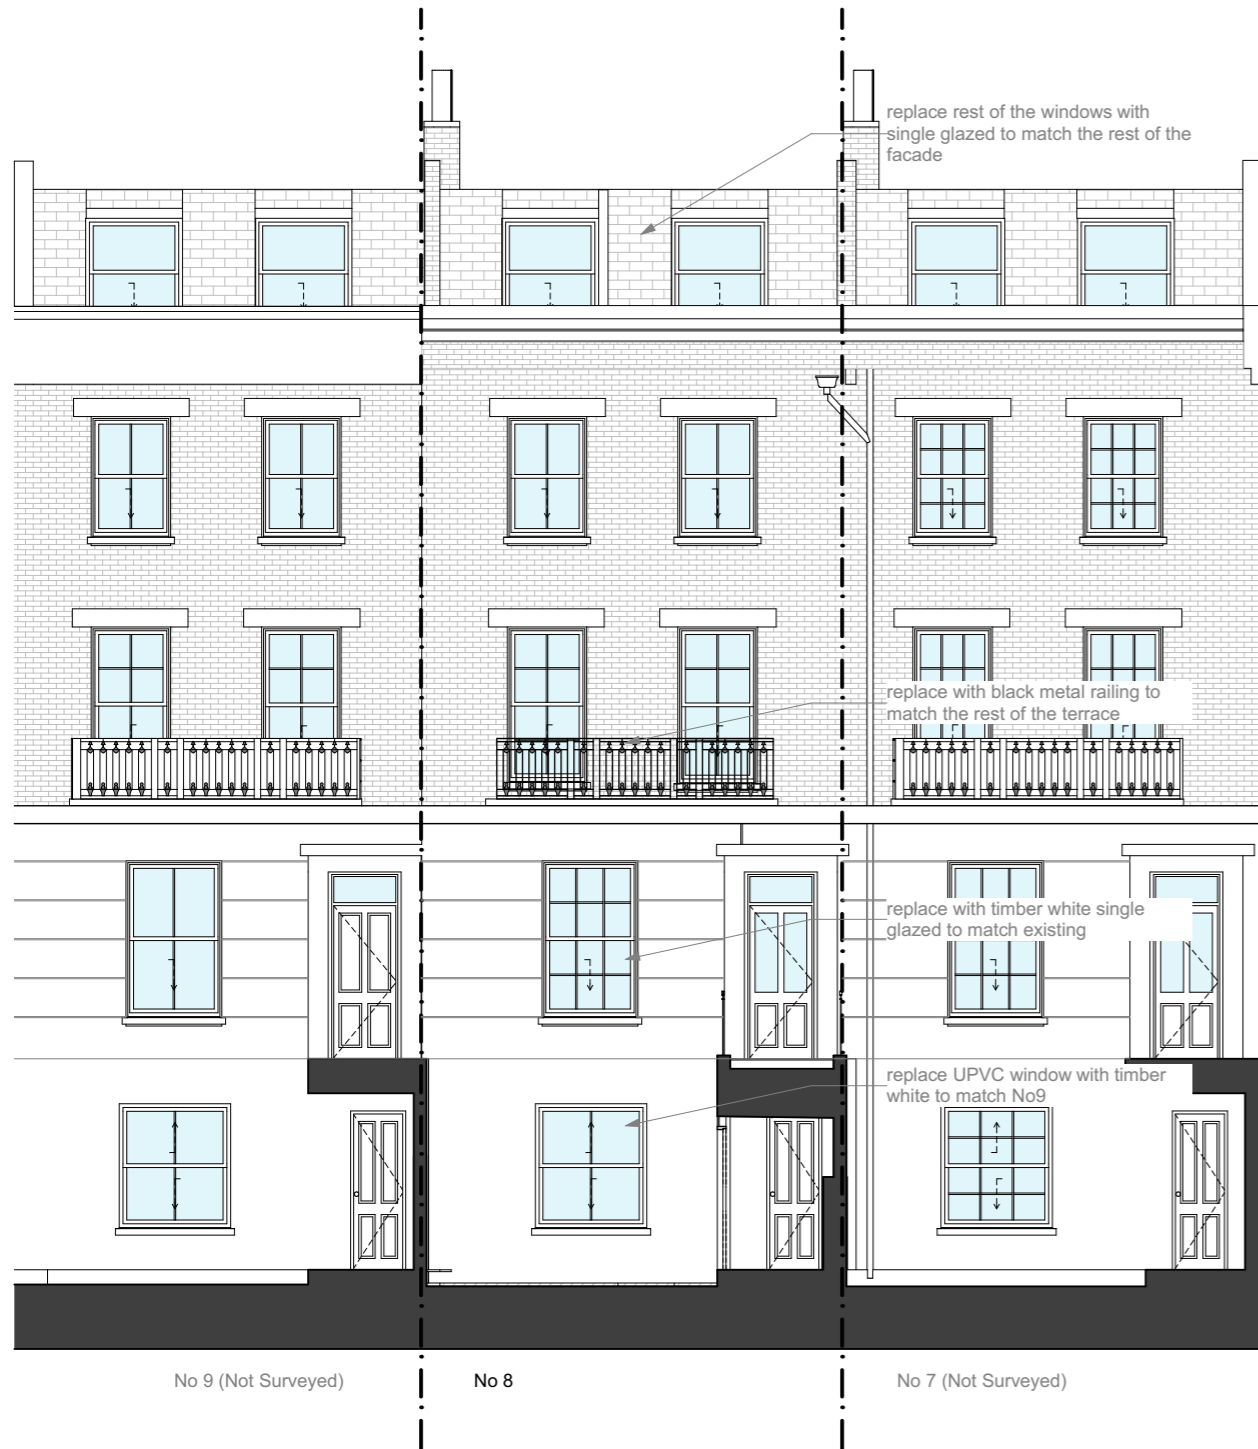 replace rest of the windows with
single glazed to match the rest of the
facade
replace with black metal railing to
match the rest of the terrace
replace with timber white single
glazed to match existing
replace UPVC window with timber
white to match No9
No 9 (Not Surveyed)
No 8
No 7 (Not Surveyed)